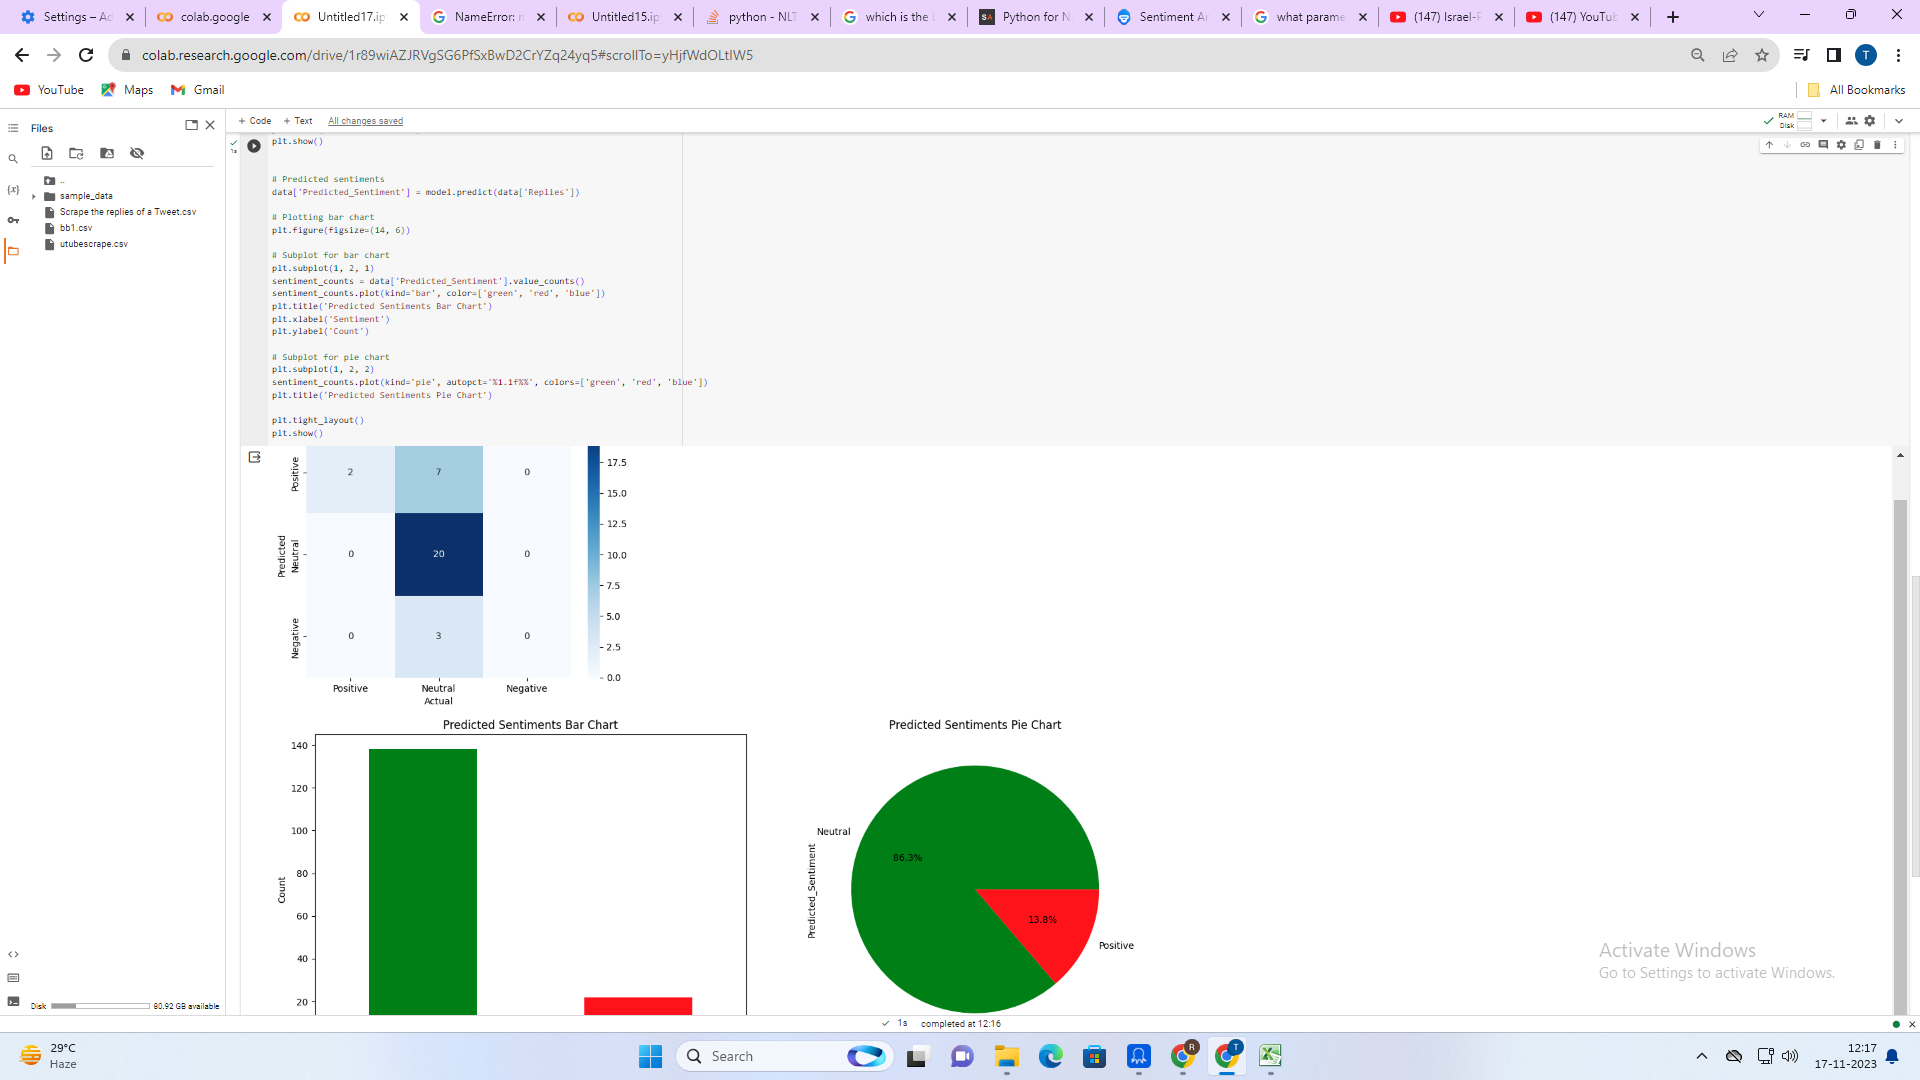 Settings – Ad
colab.google
Untitled17.ip
NameError: n
Untitled15.ip
python - NLT
which is the
Python for N
Sentiment An
what parame
(147) Israel-P
(147) YouTub
colab.research.google.com/drive/1r89wiAZJRVgSG6PfSxBwD2CrYZq24yq5#scrollTo=yHjfWdOLtIW5
T
YouTube
Maps
Gmail
All Bookmarks
Files
+ Code + Text All changes saved
RAM
Disk
..
sample_data
Scrape the replies of a Tweet.csv
bb1.csv
utubescrape.csv
{x}
1s
plt.show()
# Predicted sentiments
data['Predicted_Sentiment'] = model.predict(data['Replies'])
# Plotting bar chart
plt.figure(figsize=(14, 6))
# Subplot for bar chart
plt.subplot(1, 2, 1)
sentiment_counts = data['Predicted_Sentiment'].value_counts()
sentiment_counts.plot(kind='bar', color=['green', 'red', 'blue'])
plt.title('Predicted Sentiments Bar Chart')
plt.xlabel('Sentiment')
plt.ylabel('Count')
# Subplot for pie chart
plt.subplot(1, 2, 2)
sentiment_counts.plot(kind='pie', autopct='%1.1f%%', colors=['green', 'red', 'blue'])
plt.title('Predicted Sentiments Pie Chart')
plt.tight_layout()
plt.show()
Positive
2 7 0
Predicted
Neutral
0 20 0
Negative
0 3 0
Positive Neutral Negative
Actual
17.5
15.0
12.5
10.0
7.5
5.0
2.5
0.0
Predicted Sentiments Bar Chart
140
120
100
80
60
40
20
Count
Predicted Sentiments Pie Chart
Neutral
86.3%
Predicted_Sentiment
13.8%
Positive
Activate Windows
Go to Settings to activate Windows.
Disk 80.92 GB available
1s completed at 12:16
29°C
Haze
Search
R
T
12:17
17-11-2023